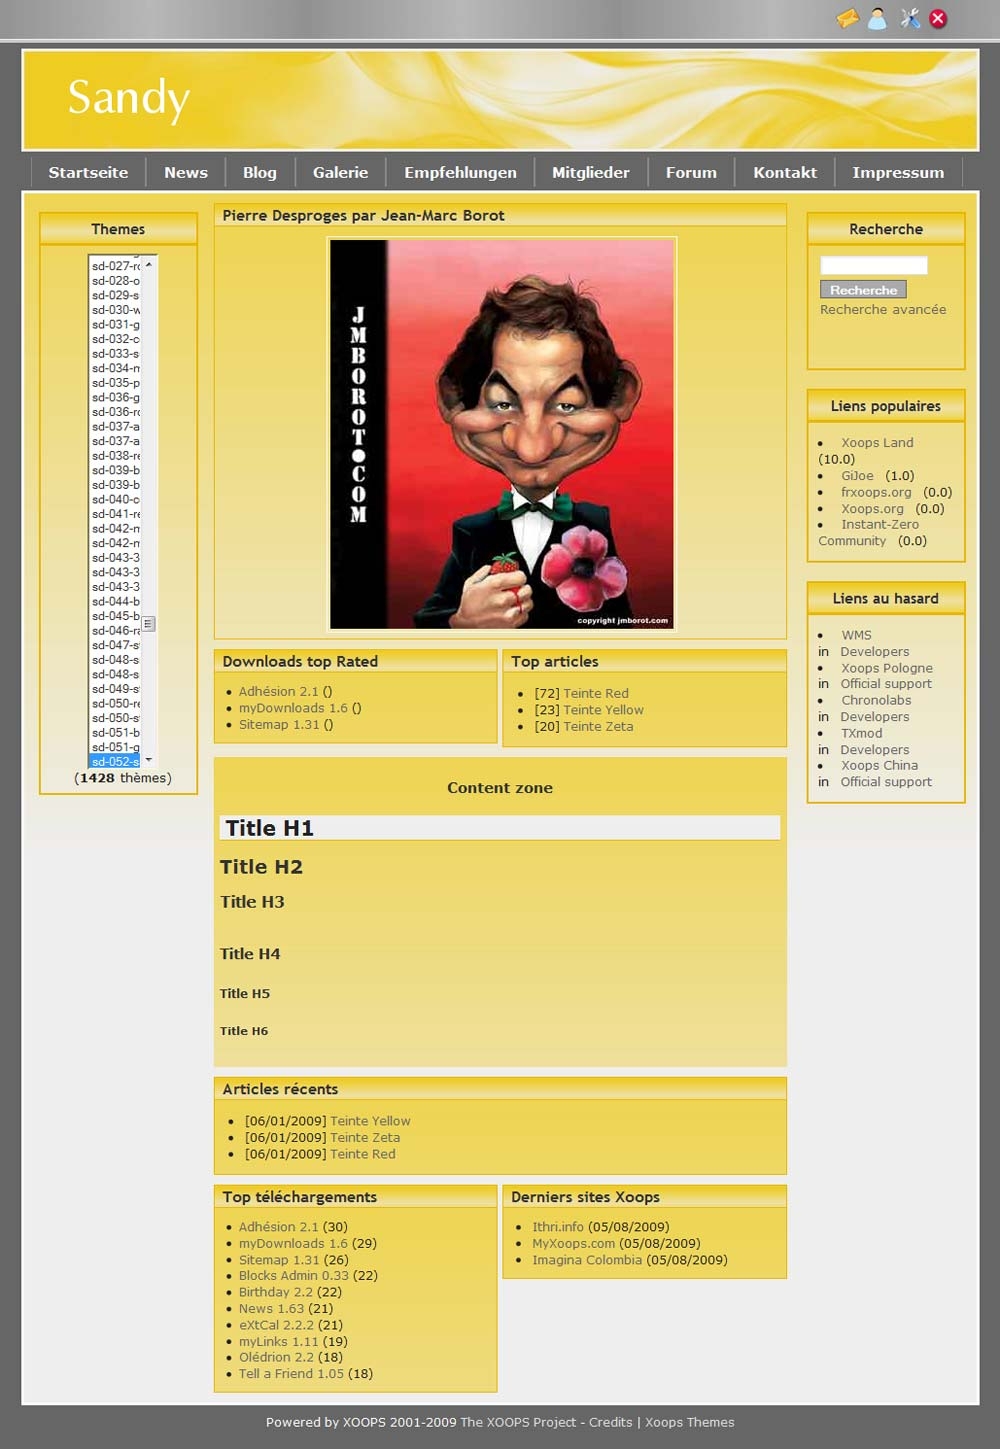 Sandy
Startseite
News
Blog
Galerie
Empfehlungen
Mitglieder
Forum
Kontakt
Impressum
Themes
sd-027-rc
sd-028-o
sd-029-s
sd-030-w
sd-031-g
sd-032-c
sd-033-s
sd-034-m
sd-035-p
sd-036-g
sd-036-rc
sd-037-a
sd-037-a
sd-038-re
sd-039-b
sd-039-b
sd-040-c
sd-041-re
sd-042-m
sd-042-m
sd-043-3
sd-043-3
sd-043-3
sd-044-b
sd-045-b
sd-046-ra
sd-047-st
sd-048-s
sd-048-s
sd-049-st
sd-050-re
sd-050-st
sd-051-b
sd-051-g
sd-052-s
(1428 thèmes)
Pierre Desproges par Jean-Marc Borot
JMBOROT●COM
copyright jmborot.com
Downloads top Rated
Adhésion 2.1 ()
myDownloads 1.6 ()
Sitemap 1.31 ()
Top articles
[72] Teinte Red
[23] Teinte Yellow
[20] Teinte Zeta
Content zone
Title H1
Title H2
Title H3
Title H4
Title H5
Title H6
Articles récents
[06/01/2009] Teinte Yellow
[06/01/2009] Teinte Zeta
[06/01/2009] Teinte Red
Top téléchargements
Adhésion 2.1 (30)
myDownloads 1.6 (29)
Sitemap 1.31 (26)
Blocks Admin 0.33 (22)
Birthday 2.2 (22)
News 1.63 (21)
eXtCal 2.2.2 (21)
myLinks 1.11 (19)
Olédrion 2.2 (18)
Tell a Friend 1.05 (18)
Derniers sites Xoops
Ithri.info (05/08/2009)
MyXoops.com (05/08/2009)
Imagina Colombia (05/08/2009)
Recherche
Recherche
Recherche avancée
Liens populaires
Xoops Land
(10.0)
GiJoe (1.0)
frxoops.org (0.0)
Xoops.org (0.0)
Instant-Zero
Community (0.0)
Liens au hasard
WMS
in Developers
Xoops Pologne
in Official support
Chronolabs
in Developers
TXmod
in Developers
Xoops China
in Official support
Powered by XOOPS 2001-2009 The XOOPS Project - Credits | Xoops Themes